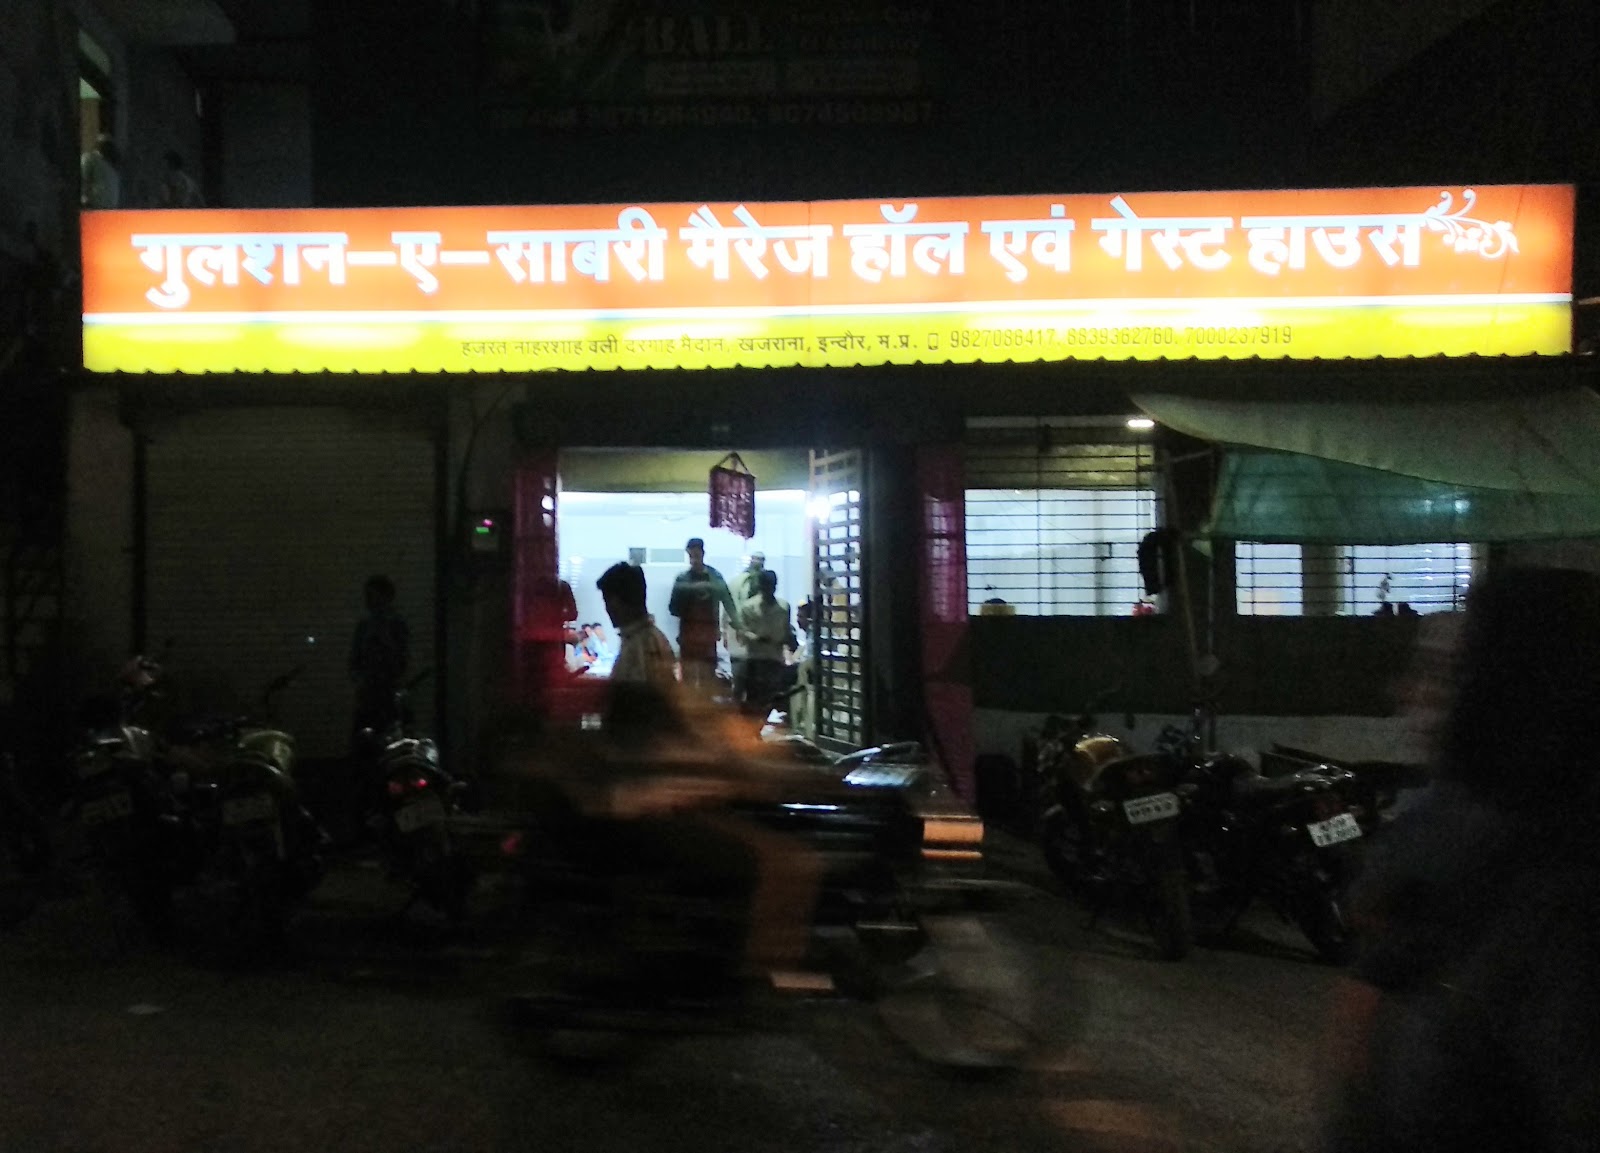 गुलशन-ए-साबरी मैरेज हॉल एवं गेस्ट हाउस
हजरत नाहरशाह वली दरगाह मैदान, खजराना, इन्दौर, म.प्र. 9827086417, 8839362760, 7000237919